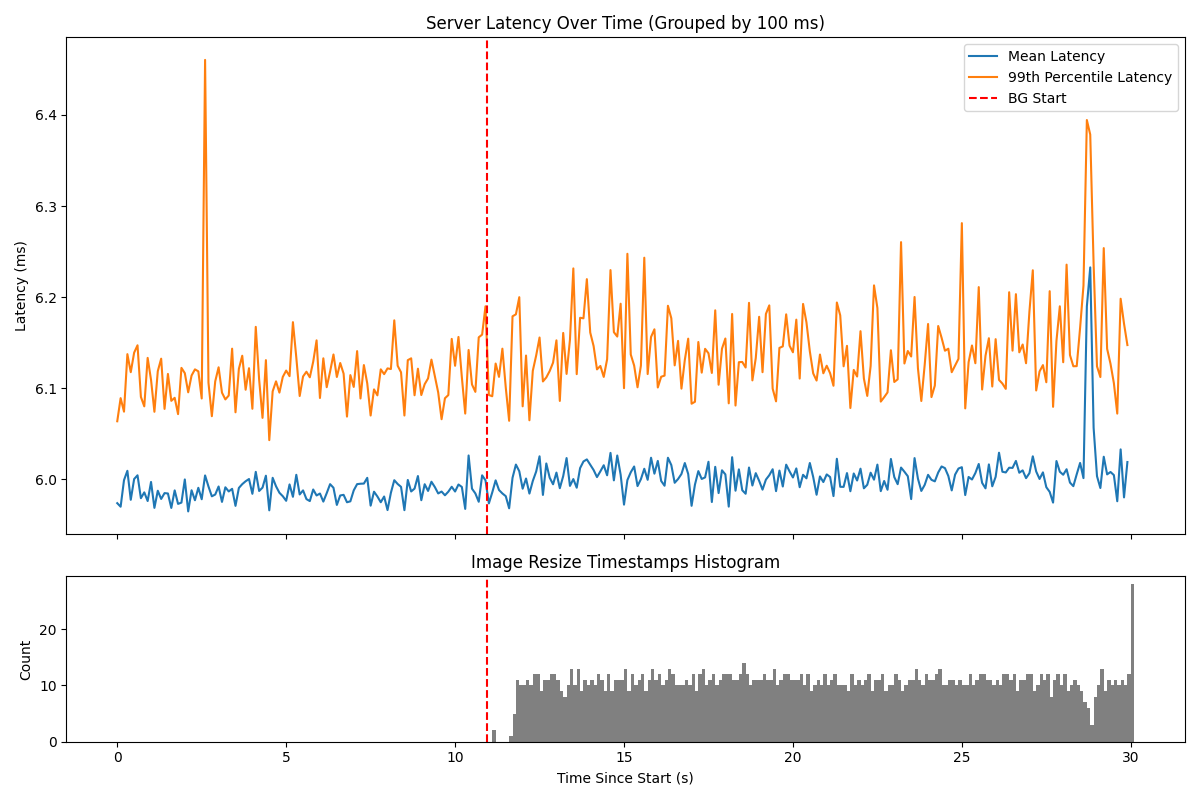 Server Latency Over Time (Grouped by 100 ms)
Mean Latency
99th Percentile Latency
BG Start
Latency (ms)
6.4
6.3
6.2
6.1
6.0
Image Resize Timestamps Histogram
Count
20
10
0
0 5 10 15 20 25 30
Time Since Start (s)